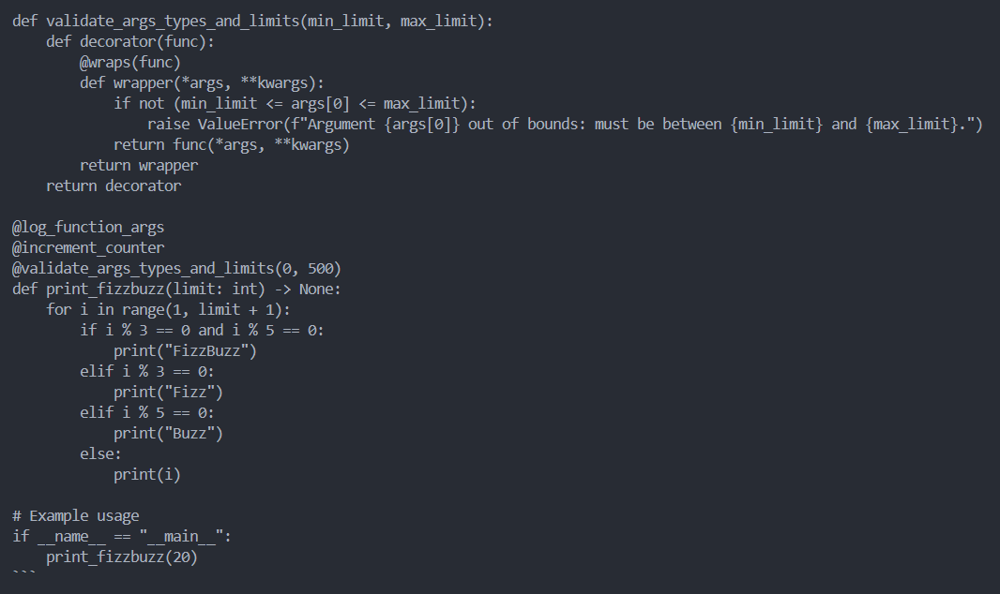 def validate_args_types_and_limits(min_limit, max_limit):
    def decorator(func):
        @wraps(func)
        def wrapper(*args, **kwargs):
            if not (min_limit <= args[0] <= max_limit):
                raise ValueError(f"Argument {args[0]} out of bounds: must be between {min_limit} and {max_limit}.")
            return func(*args, **kwargs)
        return wrapper
    return decorator

@log_function_args
@increment_counter
@validate_args_types_and_limits(0, 500)
def print_fizzbuzz(limit: int) -> None:
    for i in range(1, limit + 1):
        if i % 3 == 0 and i % 5 == 0:
            print("FizzBuzz")
        elif i % 3 == 0:
            print("Fizz")
        elif i % 5 == 0:
            print("Buzz")
        else:
            print(i)

# Example usage
if __name__ == "__main__":
    print_fizzbuzz(20)
```